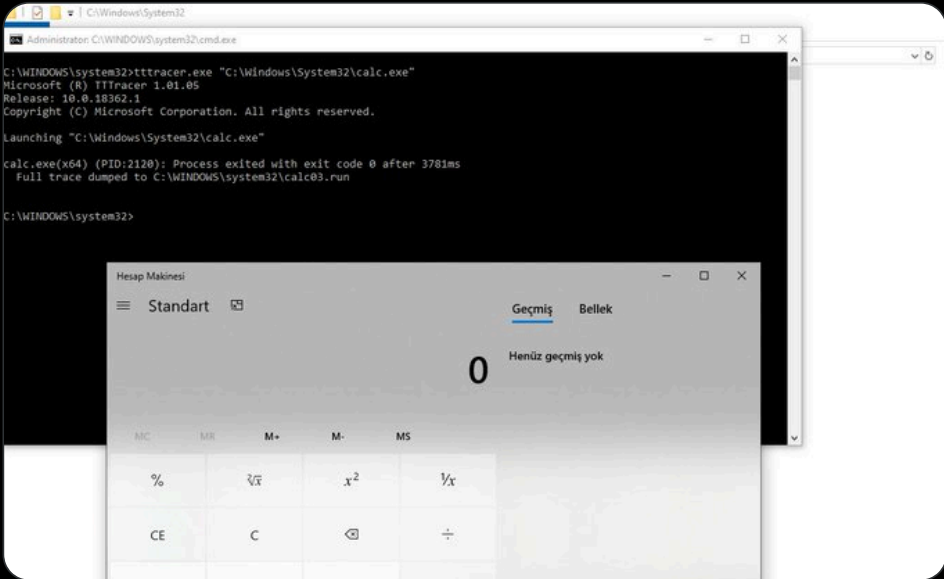 C:\Windows\System32
Administrator: C:\WINDOWS\system32\cmd.exe
C:\WINDOWS\system32>tttracer.exe "C:\Windows\System32\calc.exe"
Microsoft (R) TTTracer 1.01.05
Release: 10.0.18362.1
Copyright (C) Microsoft Corporation. All rights reserved.
Launching "C:\Windows\System32\calc.exe"
calc.exe(x64) (PID:2120): Process exited with exit code 0 after 3781ms
Full trace dumped to C:\WINDOWS\system32\calc03.run
C:\WINDOWS\system32>
Hesap Makinesi
Standart
Geçmiş Bellek
0
Henüz geçmiş yok
MC MR M+ M- MS
% ²√x x² ¹/x
CE C ⌫ ÷